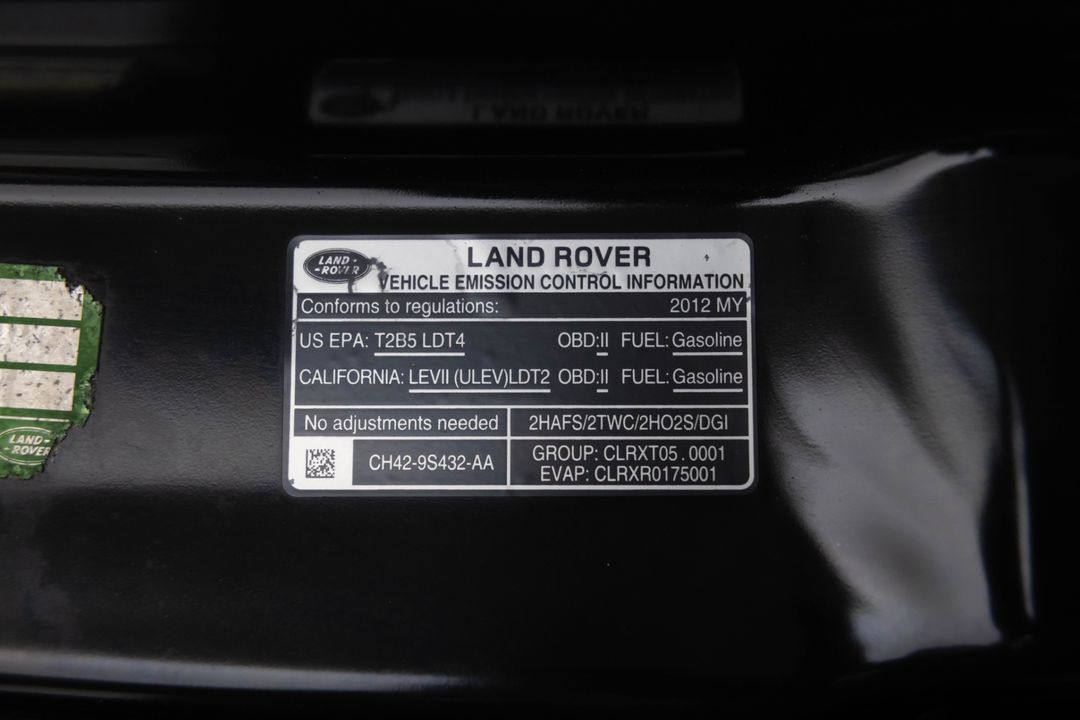 LAND ROVER
LAND - ROVER
LAND ROVER
VEHICLE EMISSION CONTROL INFORMATION
Conforms to regulations: 2012 MY
US EPA: T2B5 LDT4 OBD:II FUEL: Gasoline
CALIFORNIA: LEVII (ULEV)LDT2 OBD:II FUEL: Gasoline
No adjustments needed 2HAFS/2TWC/2HO2S/DGI
CH42-9S432-AA
GROUP: CLRXT05.0001
EVAP: CLRXR0175001
LAND-
ROVER